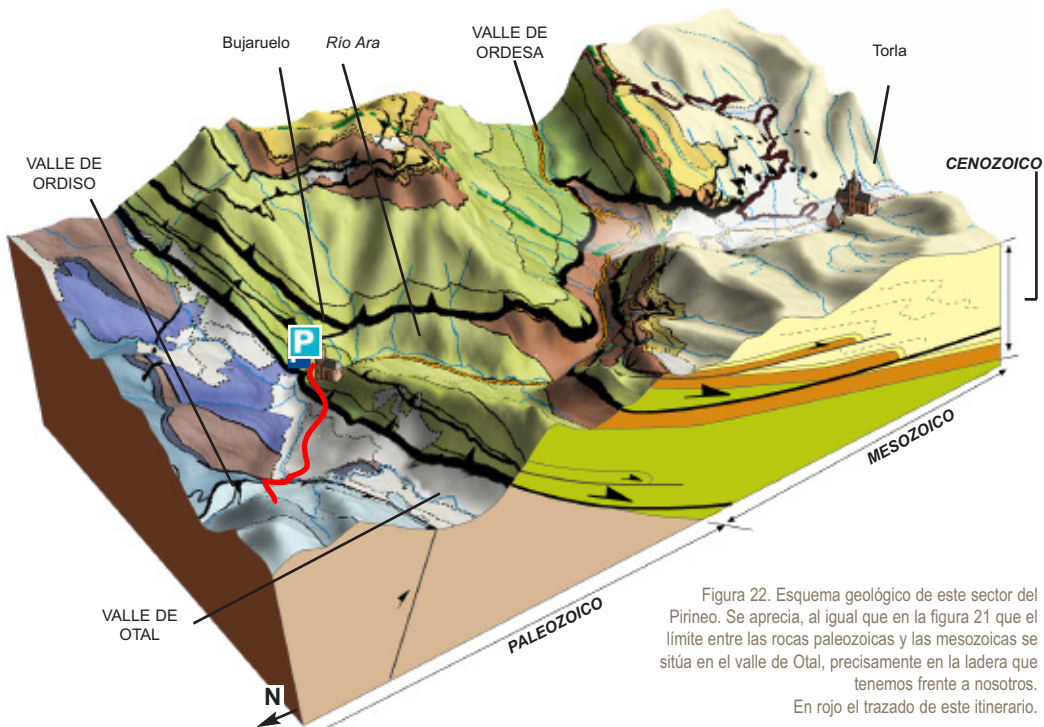 Bujaruelo
Río Ara
VALLE DE
ORDESA
Torla
VALLE DE
ORDISO
CENOZOICO
P
MESOZOICO
PALEOZOICO
VALLE DE
OTAL
N
Figura 22. Esquema geológico de este sector del
Pirineo. Se aprecia, al igual que en la figura 21 que el
límite entre las rocas paleozoicas y las mesozoicas se
sitúa en el valle de Otal, precisamente en la ladera que
tenemos frente a nosotros.
En rojo el trazado de este itinerario.